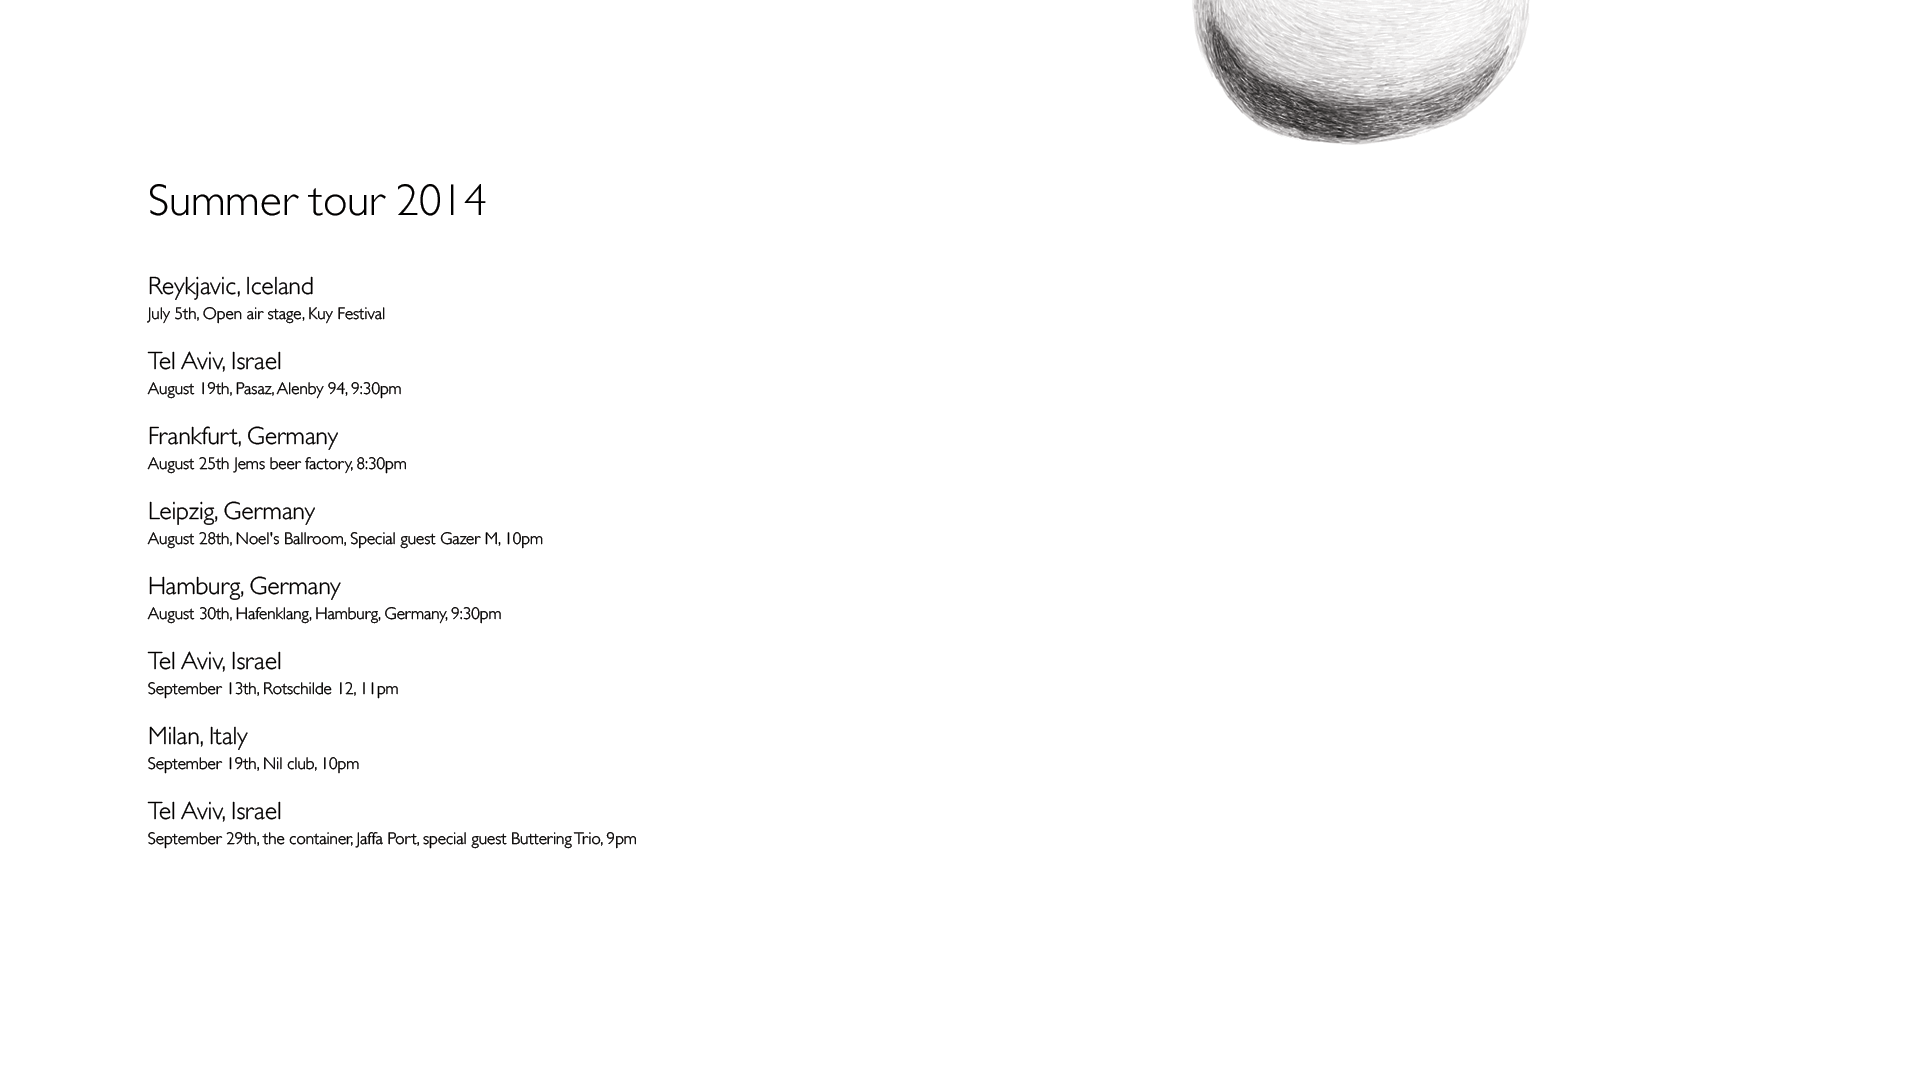 Summer tour 2014
Reykjavic, Iceland
July 5th, Open air stage, Kuy Festival
Tel Aviv, Israel
August 19th, Pasaz, Alenby 94, 9:30pm
Frankfurt, Germany
August 25th Jems beer factory, 8:30pm
Leipzig, Germany
August 28th, Noel's Ballroom, Special guest Gazer M, 10pm
Hamburg, Germany
August 30th, Hafenklang, Hamburg, Germany, 9:30pm
Tel Aviv, Israel
September 13th, Rotschilde 12, 11pm
Milan, Italy
September 19th, Nil club, 10pm
Tel Aviv, Israel
September 29th, the container, Jaffa Port, special guest Buttering Trio, 9pm